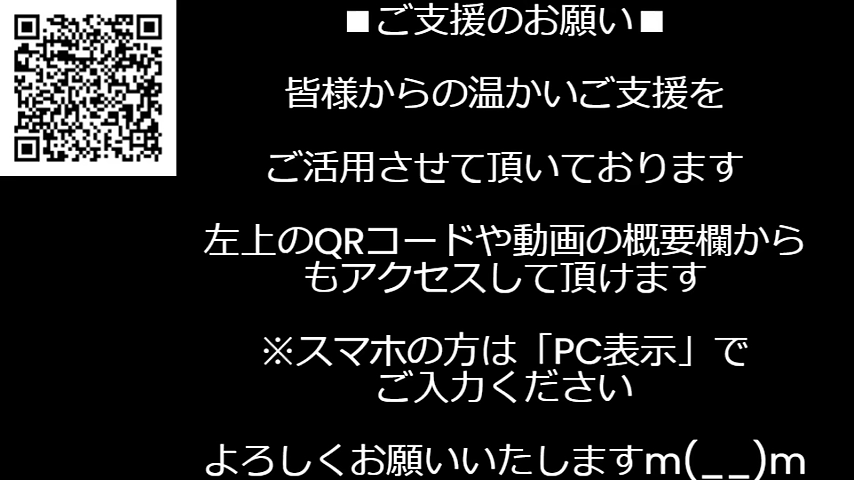 ■ご支援のお願い■
皆様からの温かいご支援を
ご活用させて頂いております
左上のQRコードや動画の概要欄から
もアクセスして頂けます
※スマホの方は「PC表示」で
ご入力ください
よろしくお願いいたしますm(__)m